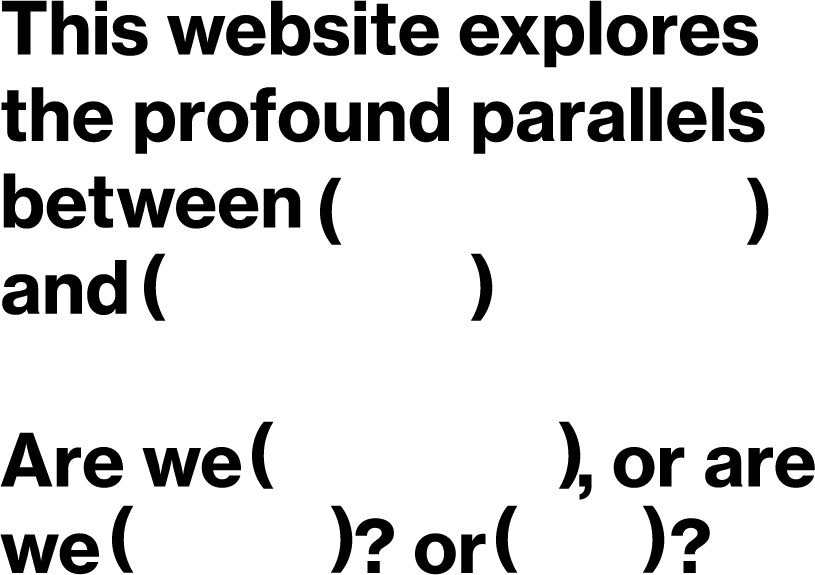 This website explores
the profound parallels
between ( )
and ( )
Are we ( ), or are
we ( )? or ( )?